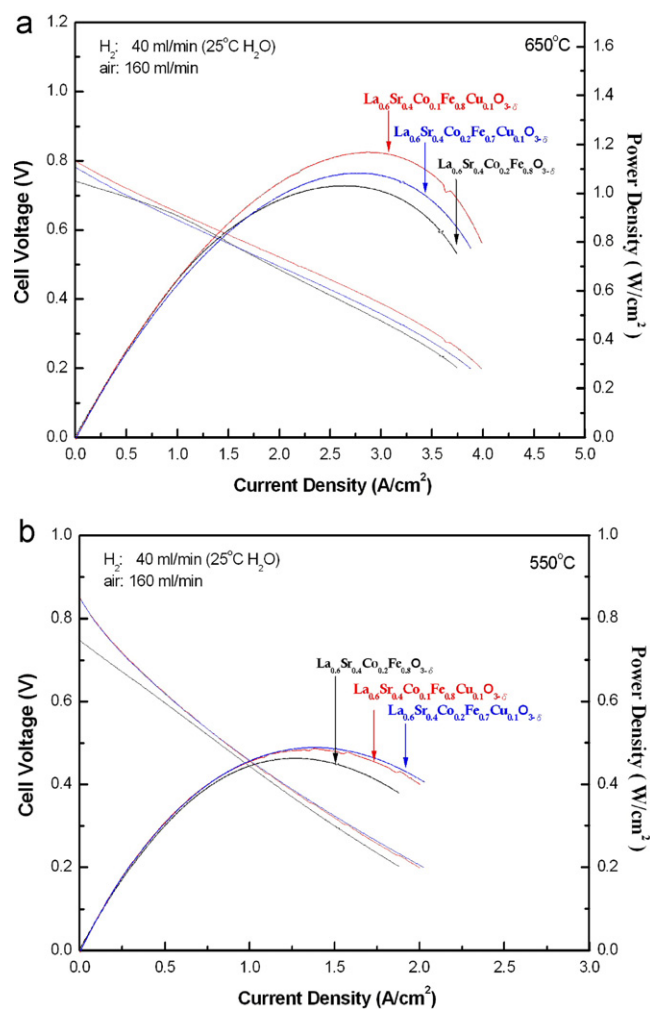 a
H₂: 40 ml/min (25°C H₂O)
air: 160 ml/min
650°C
La₀.₆Sr₀.₄Co₀.₁Fe₀.₈Cu₀.₁O₃₋δ
La₀.₆Sr₀.₄Co₀.₂Fe₀.₇Cu₀.₁O₃₋δ
La₀.₆Sr₀.₄Co₀.₂Fe₀.₈O₃₋δ
Cell Voltage (V)
1.2
1.0
0.8
0.6
0.4
0.2
0.0
Power Density ( W/cm²)
1.6
1.4
1.2
1.0
0.8
0.6
0.4
0.2
0.0
0.0 0.5 1.0 1.5 2.0 2.5 3.0 3.5 4.0 4.5 5.0
Current Density (A/cm²)
b
H₂: 40 ml/min (25°C H₂O)
air: 160 ml/min
550°C
La₀.₆Sr₀.₄Co₀.₂Fe₀.₈O₃₋δ
La₀.₆Sr₀.₄Co₀.₁Fe₀.₈Cu₀.₁O₃₋δ
La₀.₆Sr₀.₄Co₀.₂Fe₀.₇Cu₀.₁O₃₋δ
Cell Voltage (V)
1.0
0.8
0.6
0.4
0.2
0.0
Power Density ( W/cm²)
1.0
0.8
0.6
0.4
0.2
0.0
0.0 0.5 1.0 1.5 2.0 2.5 3.0
Current Density (A/cm²)